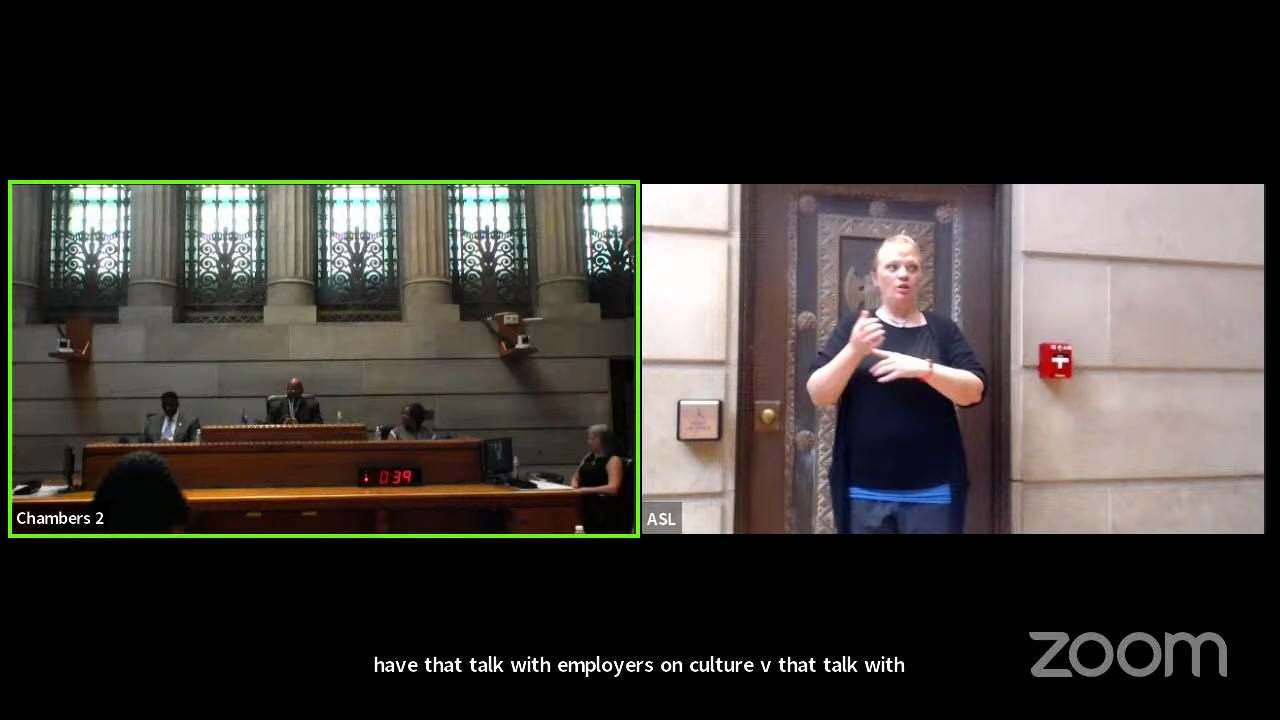 0:39
Chambers 2
ASL
have that talk with employers on culture v that talk with
zoom